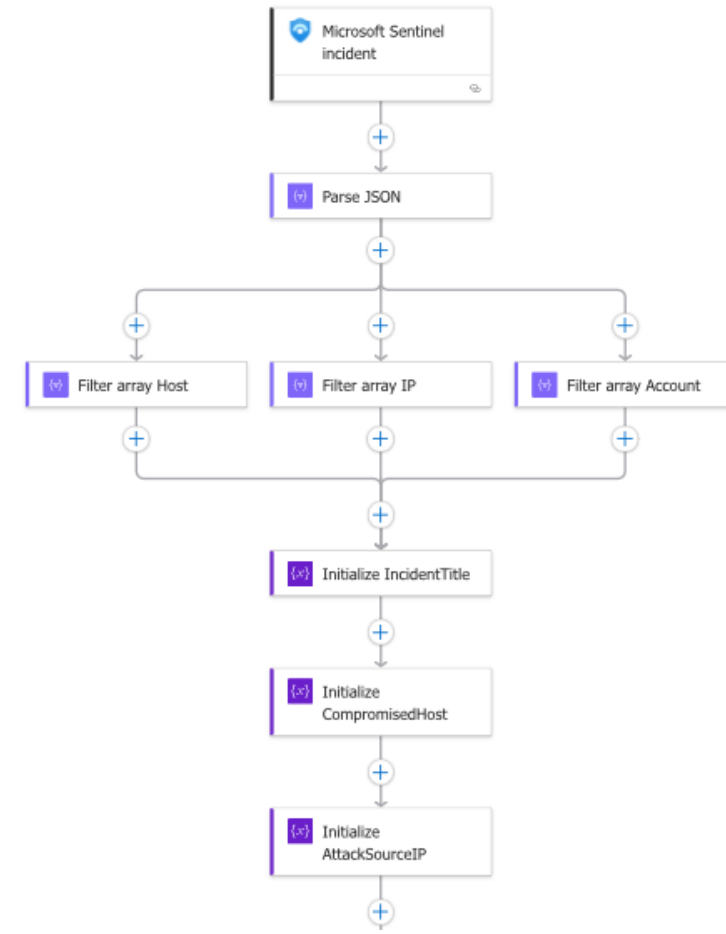 Microsoft Sentinel
incident
Parse JSON
Filter array Host
Filter array IP
Filter array Account
{x} Initialize IncidentTitle
{x} Initialize
CompromisedHost
{x} Initialize
AttackSourceIP